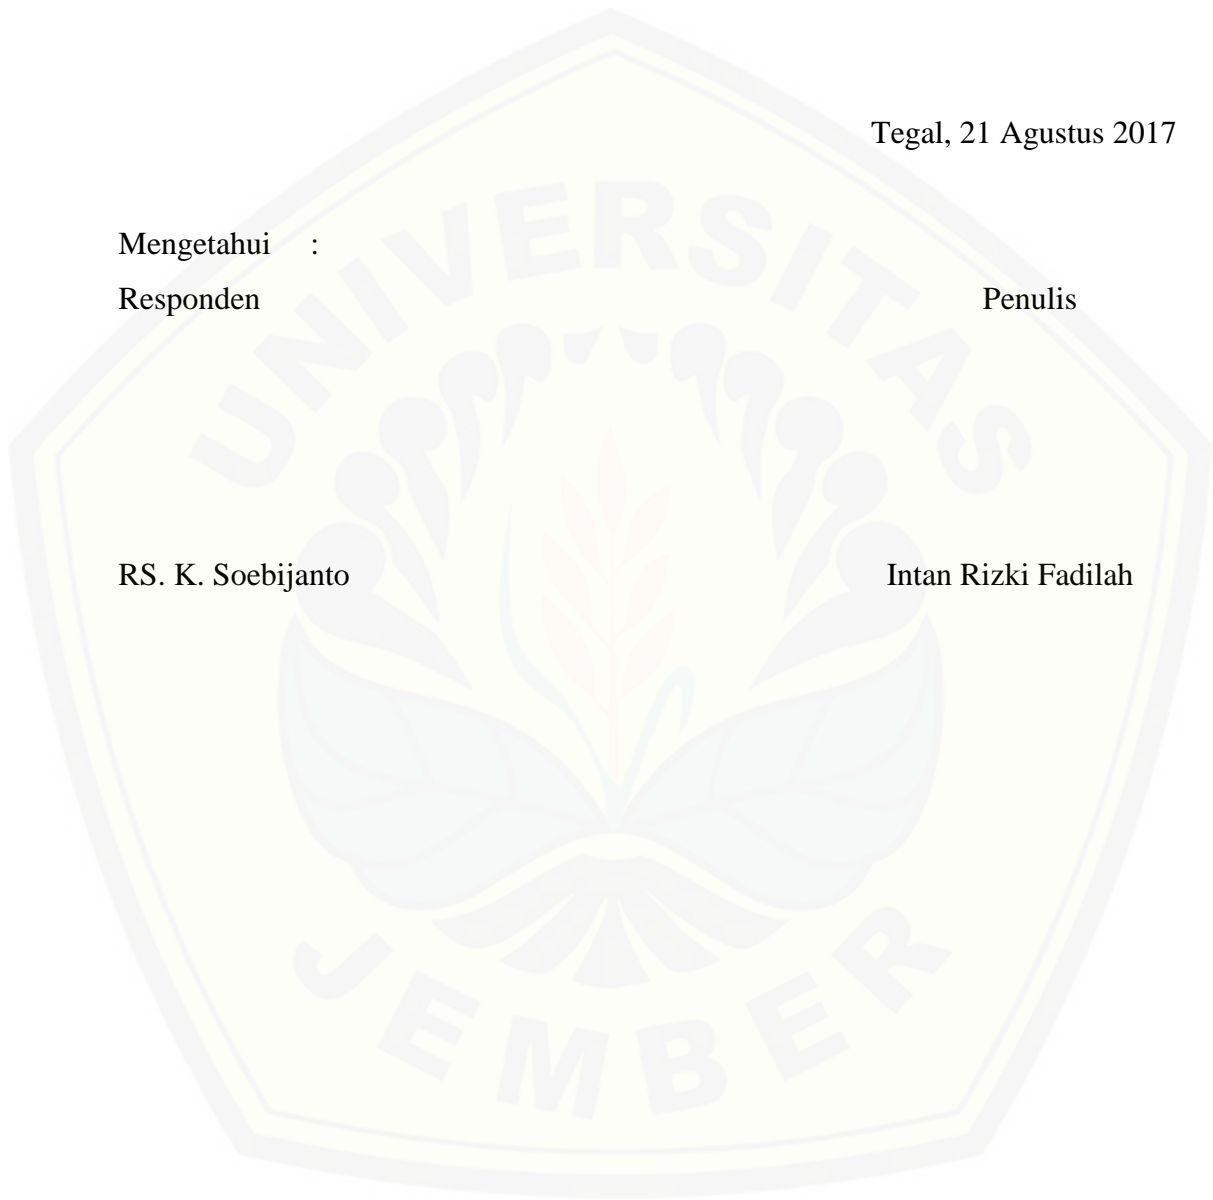 Tegal, 21 Agustus 2017
Mengetahui :
Responden Penulis
RS. K. Soebijanto Intan Rizki Fadilah
UNIVERSITAS
JEMBER